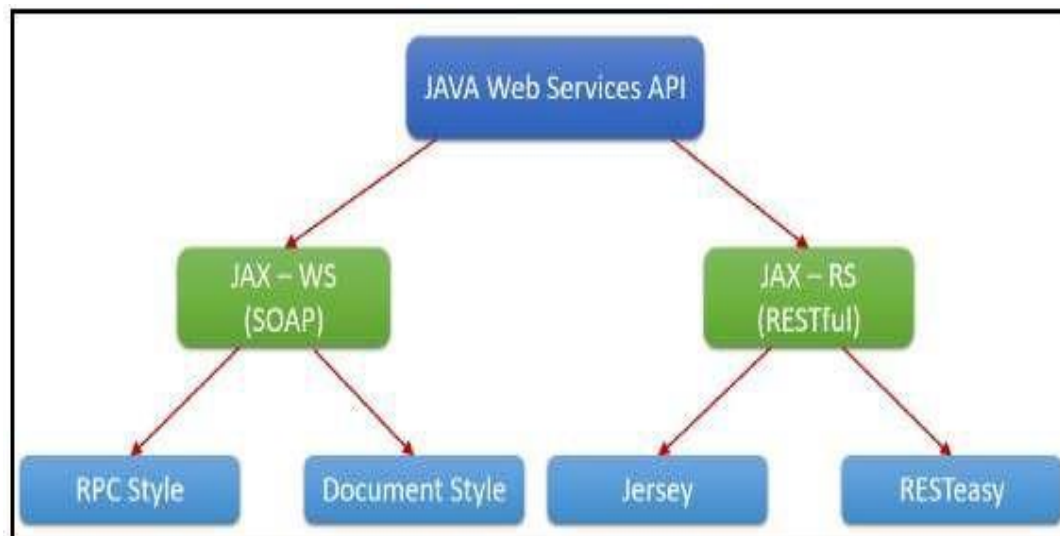 JAVA Web Services API
JAX – WS
(SOAP)
JAX – RS
(RESTful)
RPC Style
Document Style
Jersey
RESTeasy